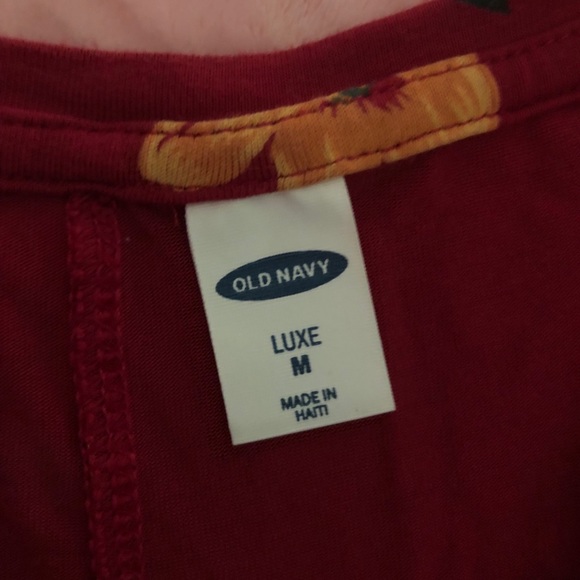 OLD NAVY
LUXE
M
MADE IN
HAITI